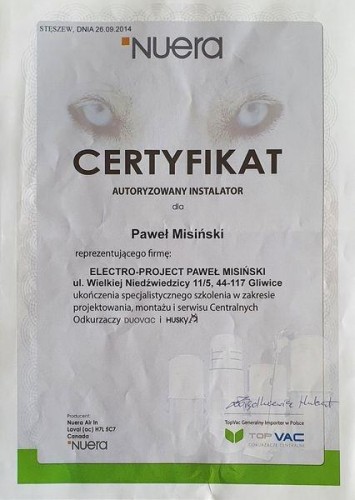 STĘSZEW, DNIA 26.09.2014
Nuera
CERTYFIKAT
AUTORYZOWANY INSTALATOR
dla
Paweł Misiński
reprezentującego firmę:
ELECTRO-PROJECT PAWEŁ MISIŃSKI
ul. Wielkiej Niedźwiedzicy 11/5, 44-117 Gliwice
ukończenia specjalistycznego szkolenia w zakresie
projektowania, montażu i serwisu Centralnych
Odkurzaczy DUOVAC i HUSKY
Producent
Nuera Air In
Laval (qc) H7L 5C7
Canada
Nuera
TopVac Generalny Importer w Polsce
TOP VAC